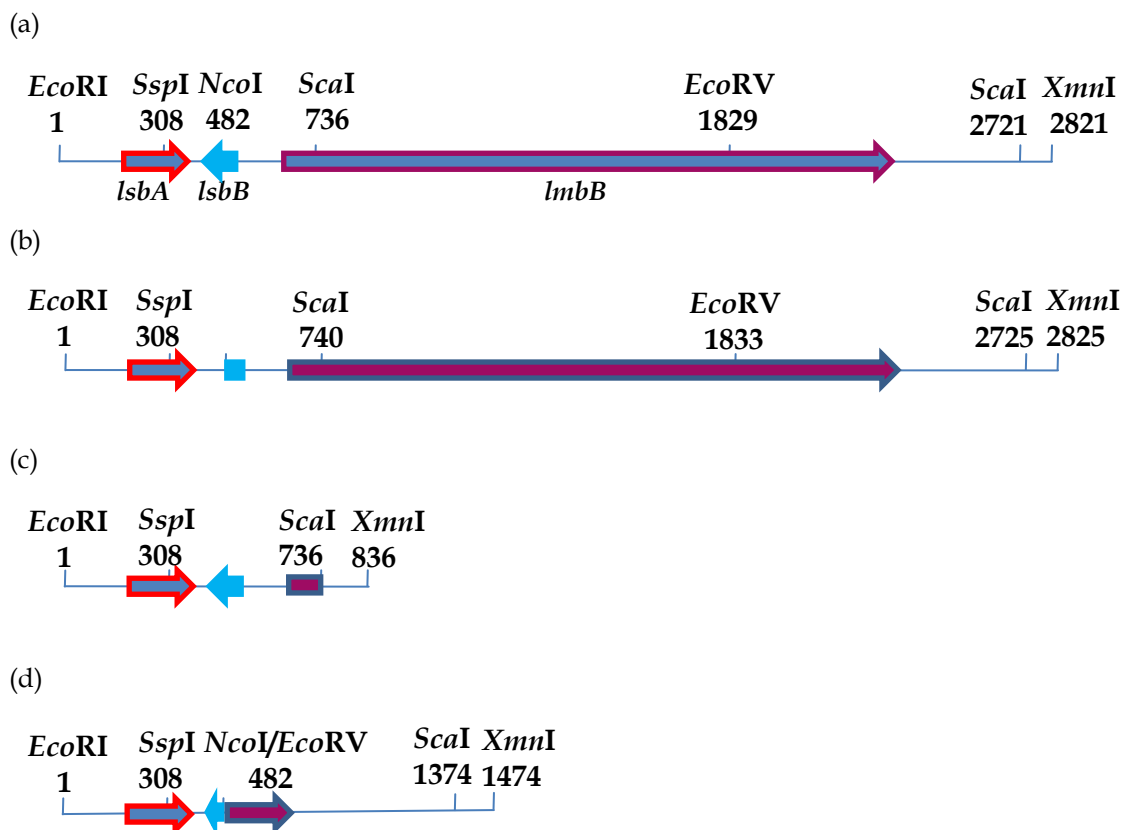 (a)
EcoRI SspI NcoI ScaI EcoRV ScaI XmnI
1 308 482 736 1829 2721 2821
lsbA lsbB lmbB
(b)
EcoRI SspI ScaI EcoRV ScaI XmnI
1 308 740 1833 2725 2825
(c)
EcoRI SspI ScaI XmnI
1 308 736 836
(d)
EcoRI SspI NcoI/EcoRV ScaI XmnI
1 308 482 1374 1474